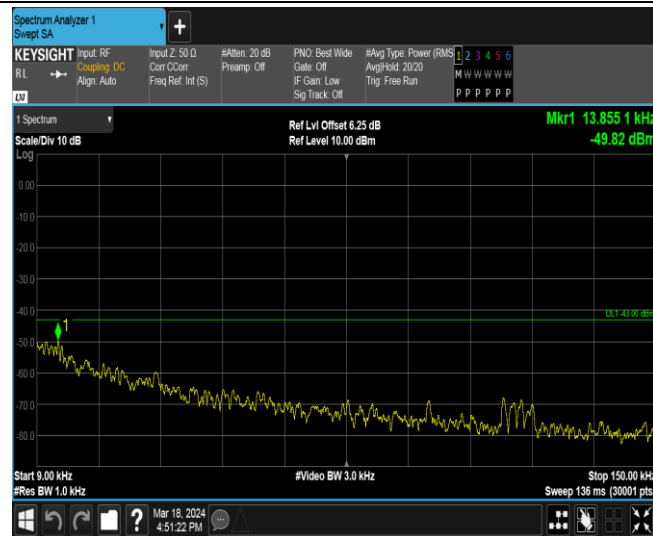 Spectrum Analyzer 1
Swept SA
+
KEYSIGHT
RL
LXI
Input: RF
Coupling: DC
Align: Auto
Input Z: 50 Ω
Corr CCorr
Freq Ref: Int (S)
#Atten: 20 dB
Preamp: Off
PNO: Best Wide
Gate: Off
IF Gain: Low
Sig Track: Off
#Avg Type: Power (RMS
Avg|Hold: 20/20
Trig: Free Run
1 2 3 4 5 6
M W W W W W
P P P P P P
1 Spectrum
Scale/Div 10 dB
Ref Lvl Offset 6.25 dB
Ref Level 10.00 dBm
Mkr1 13.855 1 kHz
-49.82 dBm
Log
0.00
-10.0
-20.0
-30.0
-40.0
-50.0
-60.0
-70.0
-80.0
DL1 -43.00 dBm
1
Start 9.00 kHz
#Res BW 1.0 kHz
#Video BW 3.0 kHz
Stop 150.00 kHz
Sweep 136 ms (30001 pts
?
Mar 18, 2024
4:51:22 PM